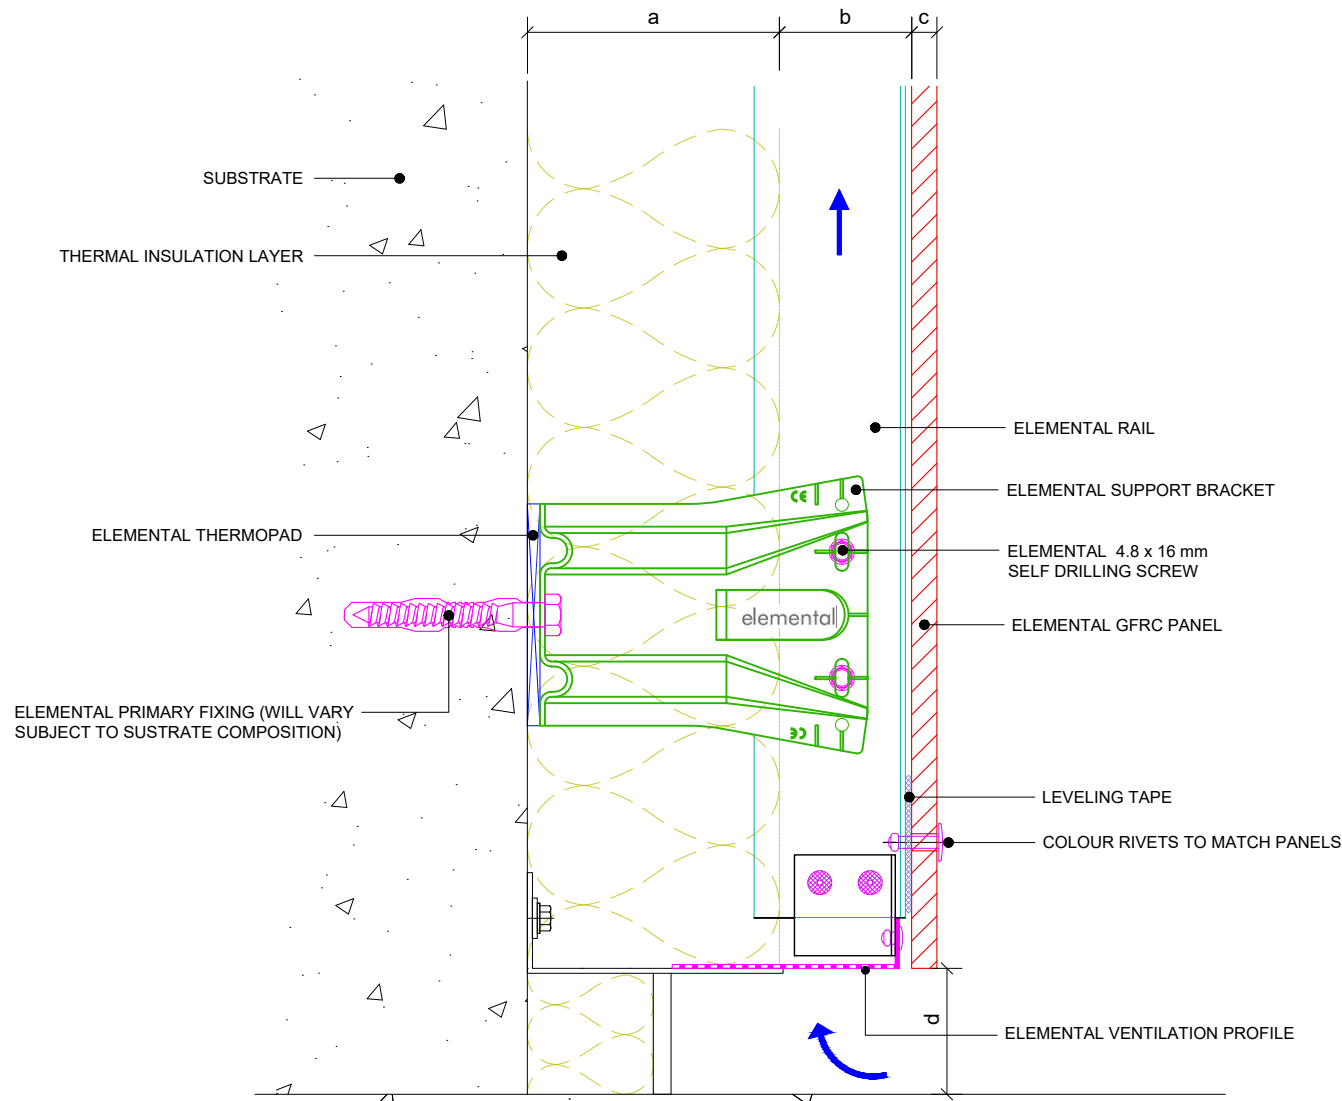 a
b
c
SUBSTRATE
THERMAL INSULATION LAYER
ELEMENTAL RAIL
ELEMENTAL SUPPORT BRACKET
CE
ELEMENTAL THERMOPAD
ELEMENTAL 4.8 x 16 mm
SELF DRILLING SCREW
elemental
ELEMENTAL GFRC PANEL
ELEMENTAL PRIMARY FIXING (WILL VARY
SUBJECT TO SUSTRATE COMPOSITION)
CE
LEVELING TAPE
COLOUR RIVETS TO MATCH PANELS
d
ELEMENTAL VENTILATION PROFILE